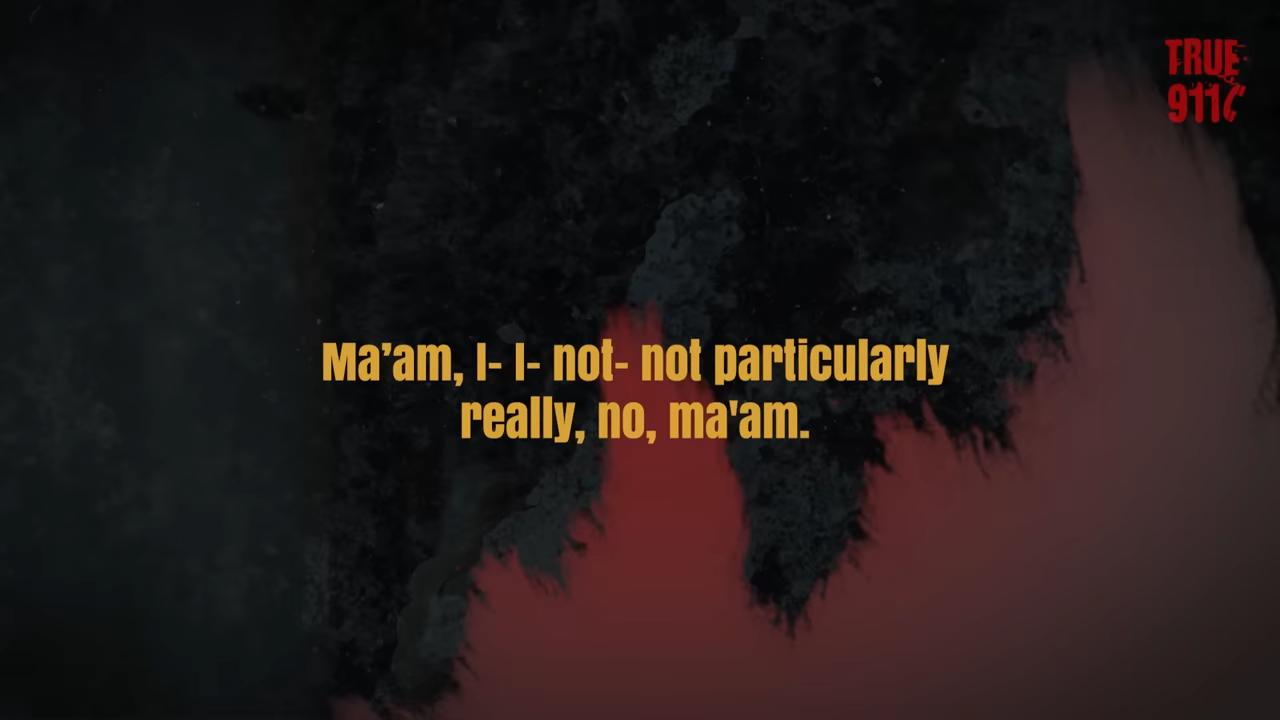 TRUE
911
Ma’am, I- I- not- not particularly
really, no, ma'am.